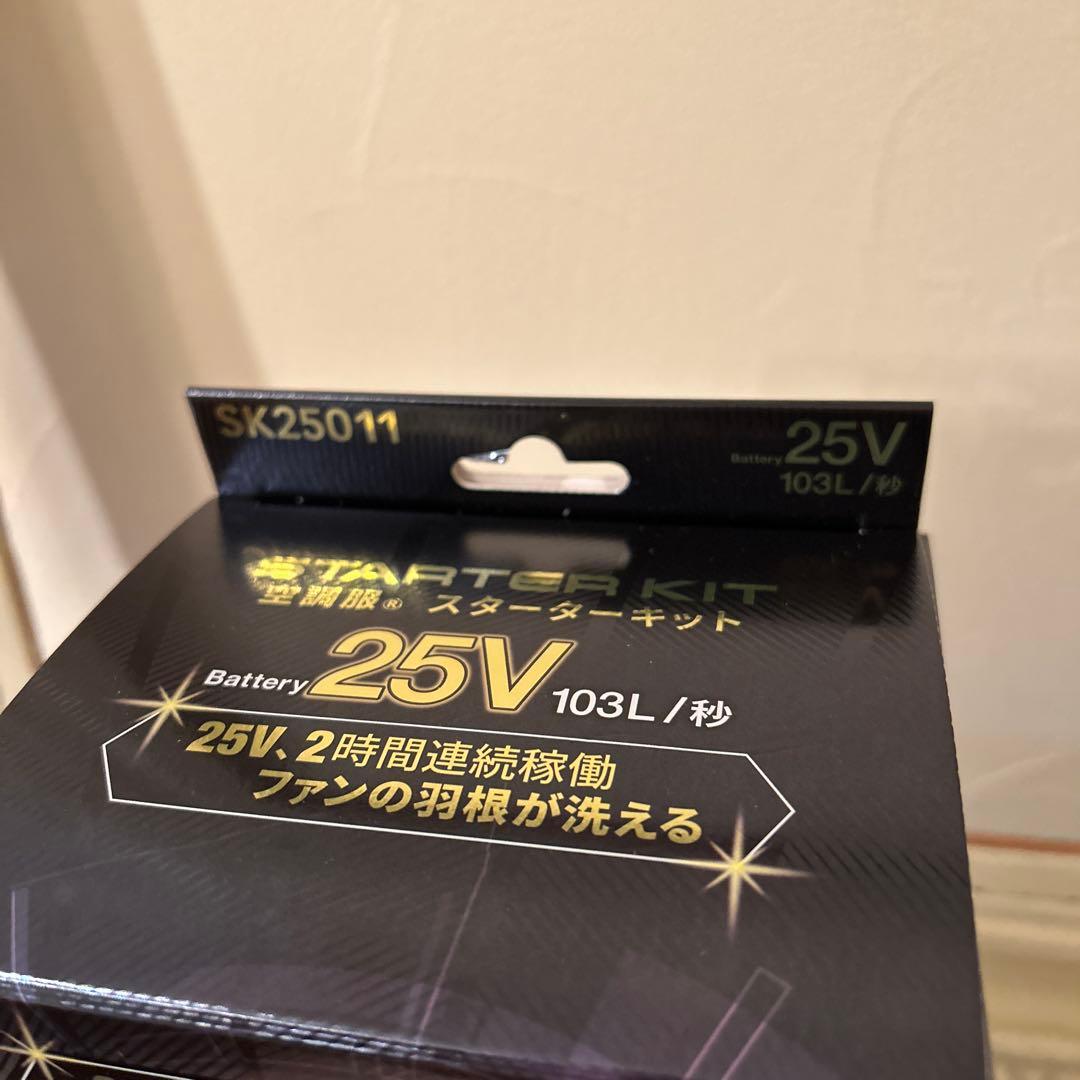 SK25011
Battery 25V
103L/秒
STARTER KIT
空調服® スターターキット
Battery 25V 103L/秒
25V、2時間連続稼働
ファンの羽根が洗える